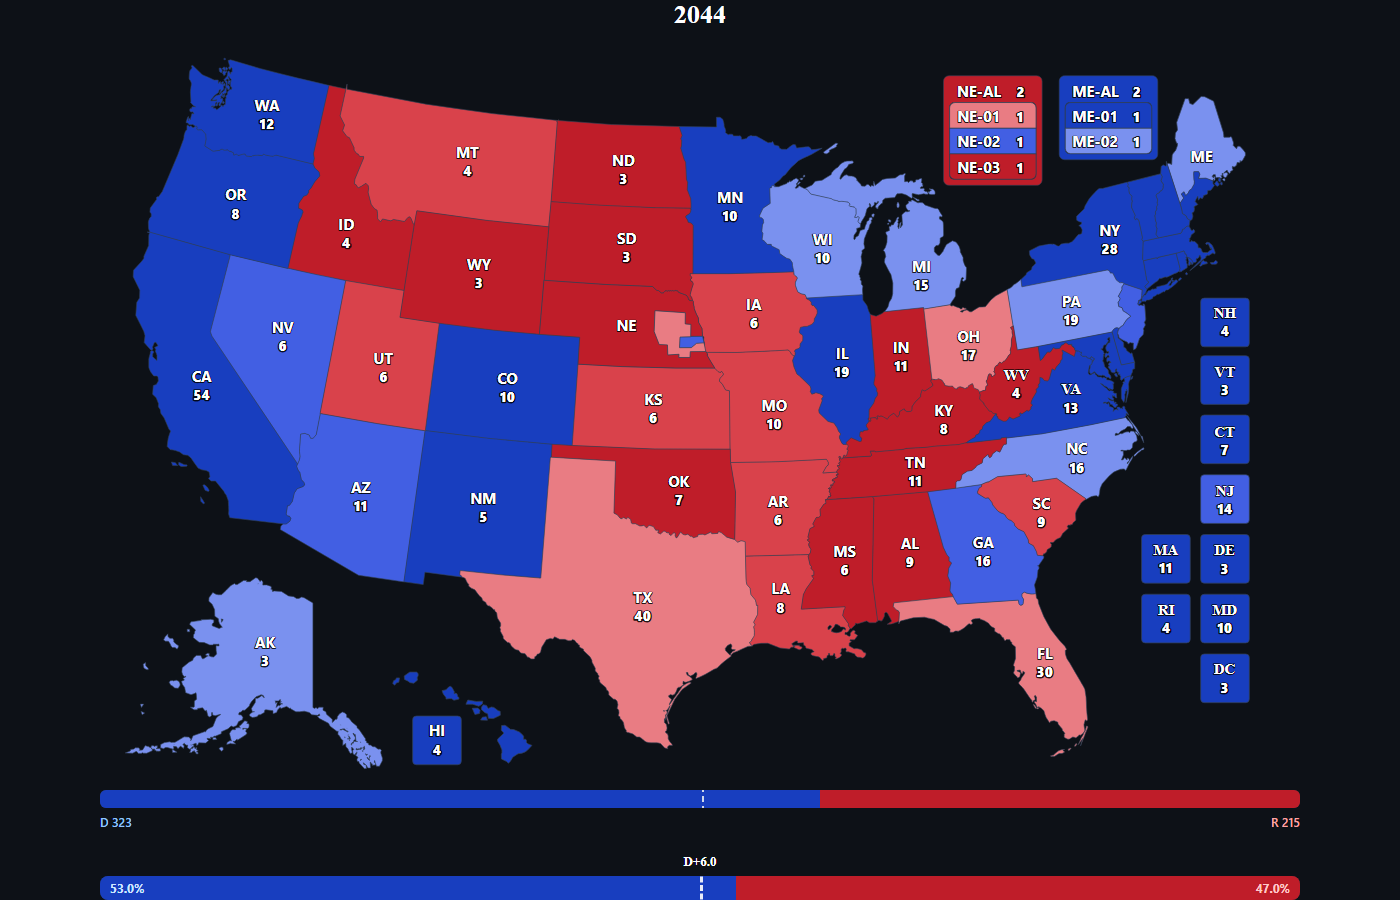 2044
NE-AL 2
NE-01 1
NE-02 1
NE-03 1
ME-AL 2
ME-01 1
ME-02 1
WA
12
MT
4
ND
3
ME
OR
8
ID
4
MN
10
NY
28
WY
3
SD
3
WI
10
MI
15
NV
6
UT
6
NE
IA
6
PA
19
NH
4
CA
54
CO
10
KS
6
MO
10
IL
19
IN
11
OH
17
WV
4
VA
13
VT
3
KY
8
CT
7
AZ
11
NM
5
OK
7
AR
6
TN
11
NC
16
SC
9
NJ
14
MS
6
AL
9
GA
16
MA
11
DE
3
TX
40
LA
8
RI
4
MD
10
AK
3
FL
30
DC
3
HI
4
D 323
R 215
D+6.0
53.0%
47.0%